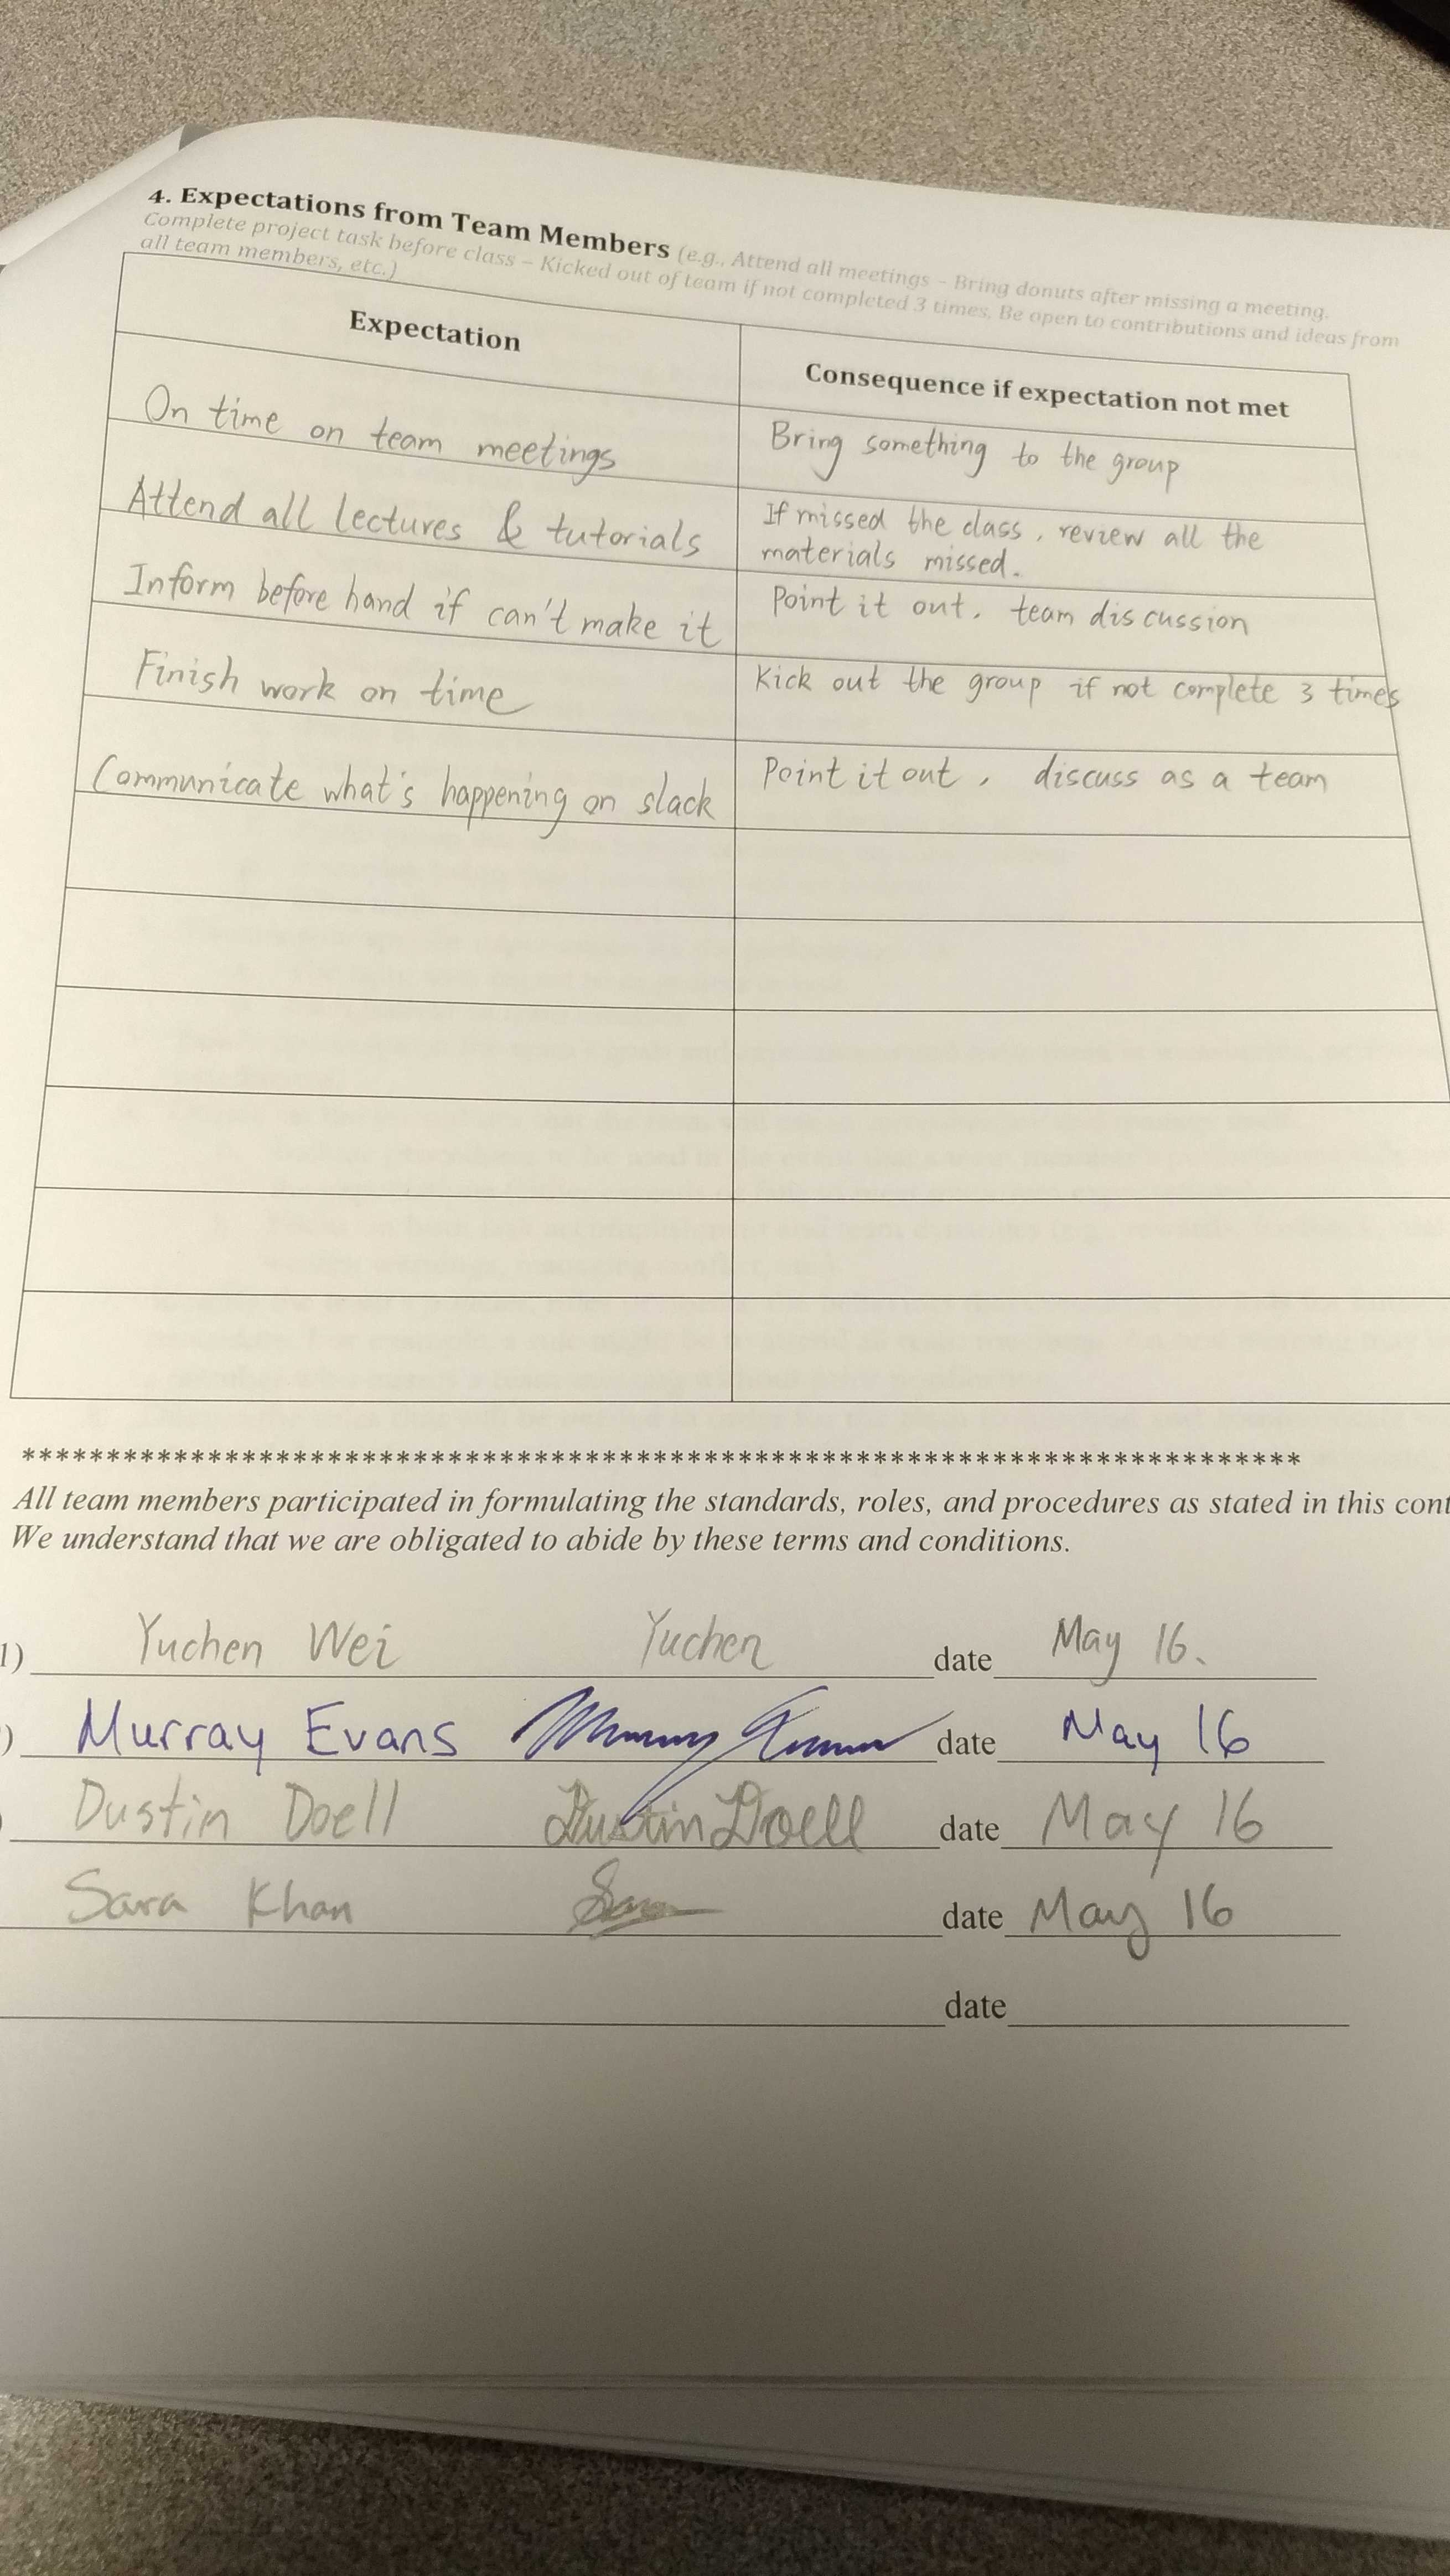 4. Expectations from Team Members (e.g., Attend all meetings – Bring donuts after missing a meeting.
Complete project task before class – Kicked out of team if not completed 3 times, Be open to contributions and ideas from
all team members, etc.)
Expectation
Consequence if expectation not met
On time on team meetings
Bring something to the group
Attend all lectures & tutorials
If missed the class, review all the
materials missed.
Inform before hand if can't make it
Point it out. team discussion
Finish work on time
Kick out the group if not complete 3 times
Communicate what's happening on slack
Point it out, discuss as a team
******************************************************************************************
All team members participated in formulating the standards, roles, and procedures as stated in this cont
We understand that we are obligated to abide by these terms and conditions.
1) Yuchen Wei Yuchen date May 16.
) Murray Evans Murray Evans date May 16
Dustin Doell Dustin Doell date May 16
Sara Khan date May 16
date